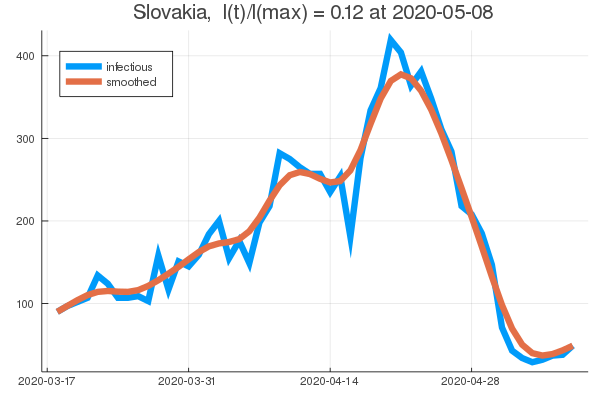 Slovakia,  I(t)/I(max) = 0.12 at 2020-05-08
infectious
smoothed
400
300
200
100
2020-03-17 2020-03-31 2020-04-14 2020-04-28